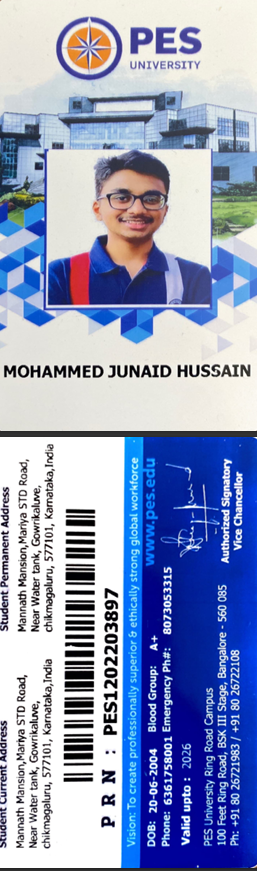 PES
UNIVERSITY
MOHAMMED JUNAID HUSSAIN
Student Current Address
Mannath Mansion,Mariya STD Road,
Near Water tank, Gowrikaluve,
chikmagaluru, 577101, Karnataka,India
Student Permanent Address
Mannath Mansion,Mariya STD Road,
Near Water tank, Gowrikaluve,
chikmagaluru, 577101, Karnataka,India
P R N : PES1202203897
Vision: To create professionally superior & ethically strong global workforce
www.pes.edu
DOB: 20-06-2004 Blood Group: A+
Phone: 6361758001 Emergency Ph#: 8073053315
Valid upto : 2026
Authorized Signatory
Vice Chancellor
PES University Ring Road Campus
100 Feet Ring Road, BSK III Stage, Bangalore - 560 085
Ph: +91 80 26721983 / +91 80 26722108